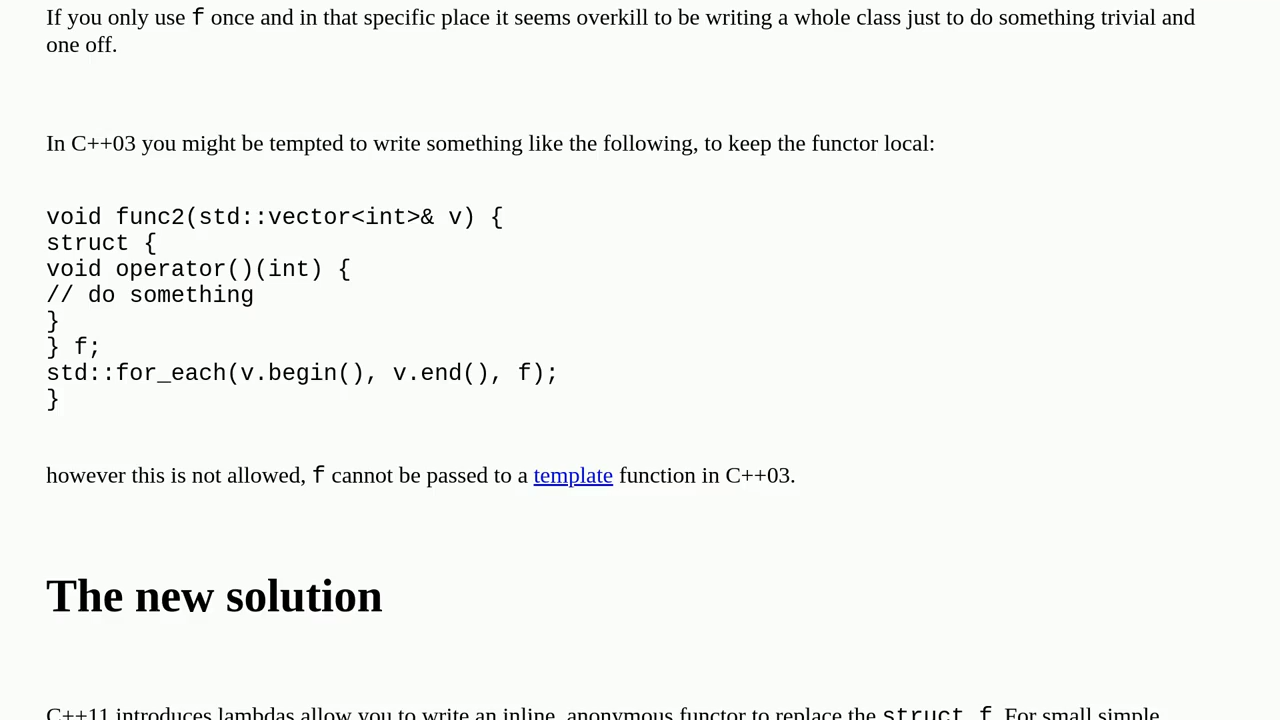 If you only use f once and in that specific place it seems overkill to be writing a whole class just to do something trivial and
one off.
In C++03 you might be tempted to write something like the following, to keep the functor local:
void func2(std::vector<int>& v) {
struct {
void operator()(int) {
// do something
}
} f;
std::for_each(v.begin(), v.end(), f);
}
however this is not allowed, f cannot be passed to a template function in C++03.
The new solution
C++11 introduces lambdas allow you to write an inline, anonymous functor to replace the struct f. For small simple